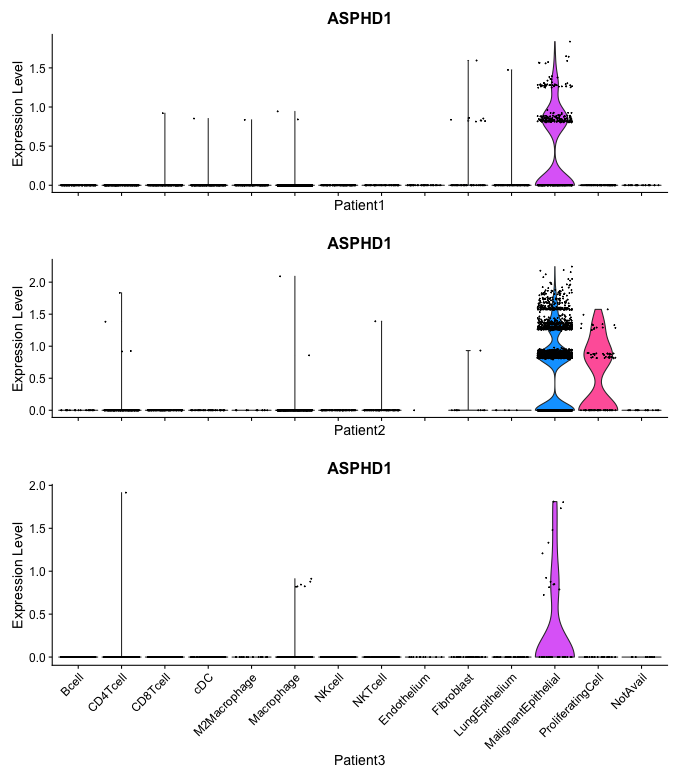 ASPHD1
Expression Level
1.5
1.0
0.5
0.0
Patient1
ASPHD1
Expression Level
2.0
1.5
1.0
0.5
0.0
Patient2
ASPHD1
Expression Level
2.0
1.5
1.0
0.5
0.0
Bcell
CD4Tcell
CD8Tcell
cDC
M2Macrophage
Macrophage
NKcell
NKTcell
Endothelium
Fibroblast
LungEpithelium
MalignantEpithelial
ProliferatingCell
NotAvail
Patient3